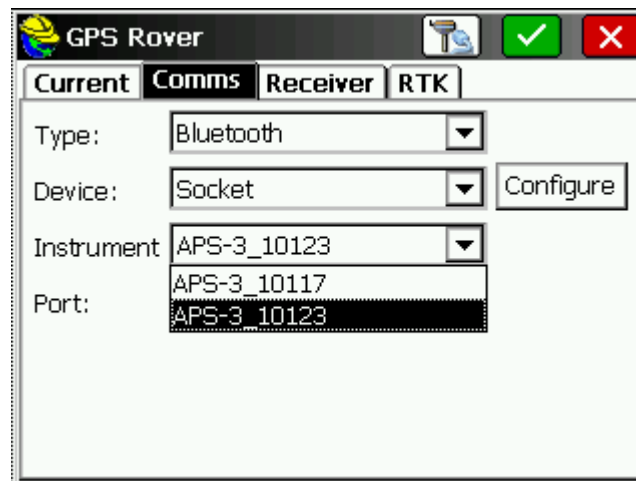 GPS Rover
Current Comms Receiver RTK
Type: Bluetooth
Device: Socket Configure
Instrument APS-3_10123
APS-3_10117
Port: APS-3_10123